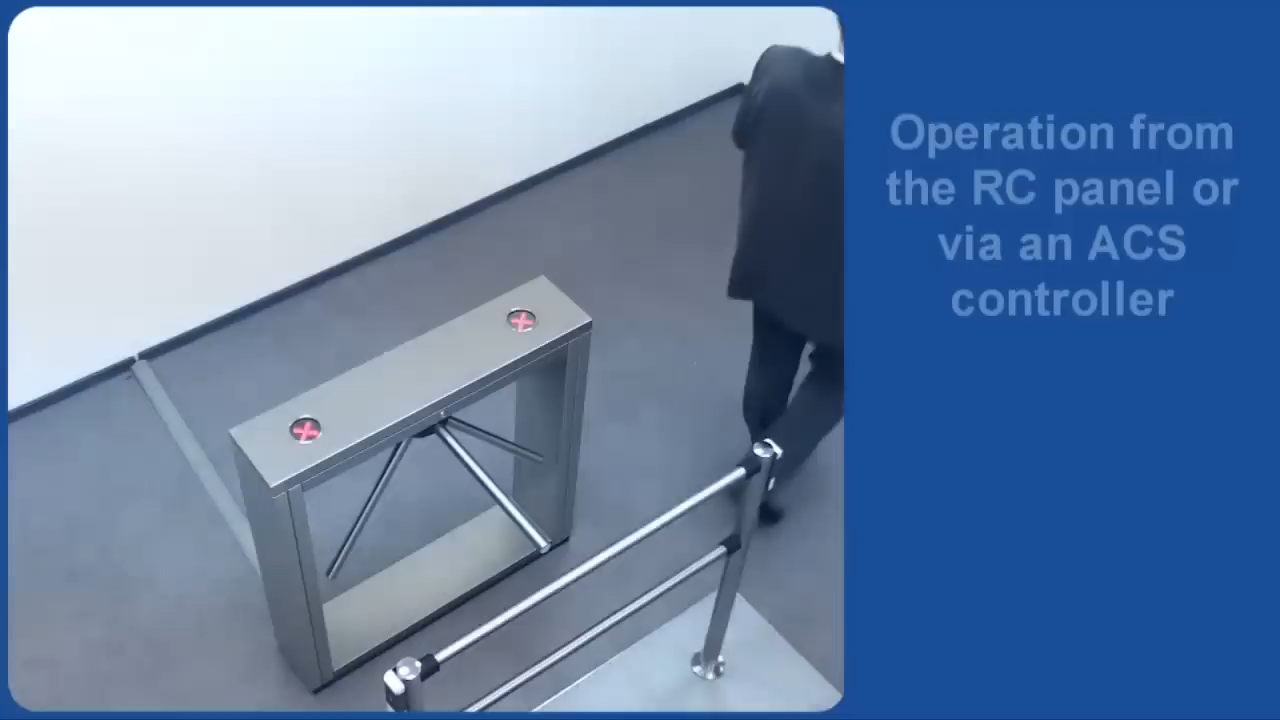 Operation from
the RC panel or
via an ACS
controller